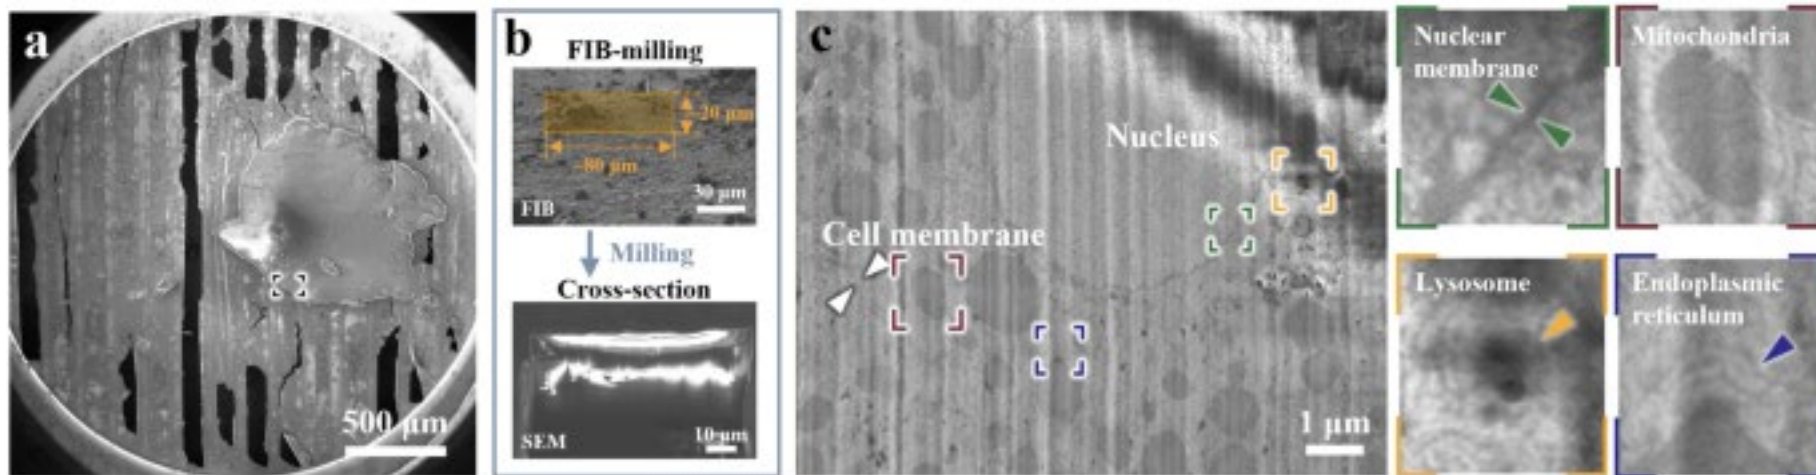 a
500 μm
b
FIB-milling
~20 μm
~80 μm
30 μm
FIB
Milling
Cross-section
SEM
10 μm
c
Nucleus
Cell membrane
1 μm
Nuclear
membrane
Mitochondria
Lysosome
Endoplasmic
reticulum